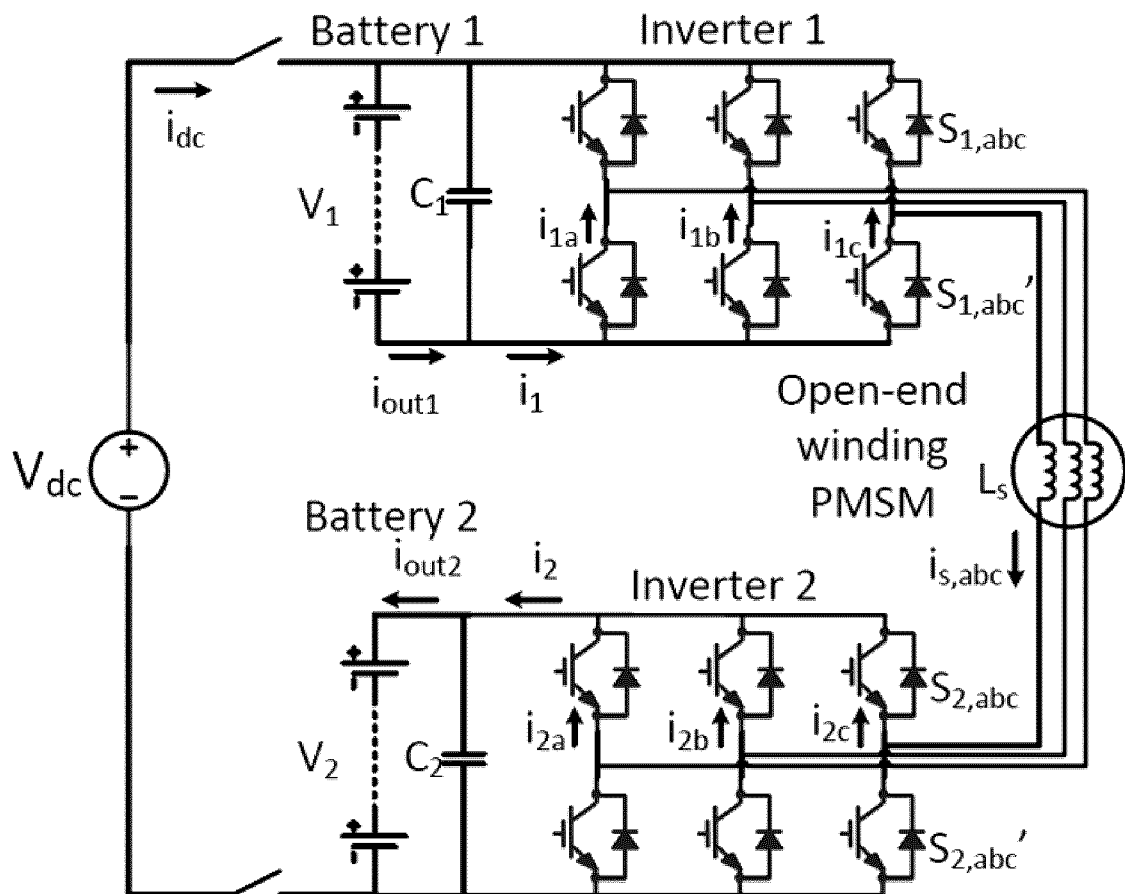 Battery 1
Inverter 1
i_dc
+
-
V_1
C_1
+
-
i_1a
i_1b
i_1c
S_1,abc
S_1,abc'
i_out1
i_1
V_dc
+
-
Open-end
winding
PMSM
L_s
i_s,abc
Battery 2
i_out2
i_2
Inverter 2
+
-
V_2
C_2
+
-
i_2a
i_2b
i_2c
S_2,abc
S_2,abc'